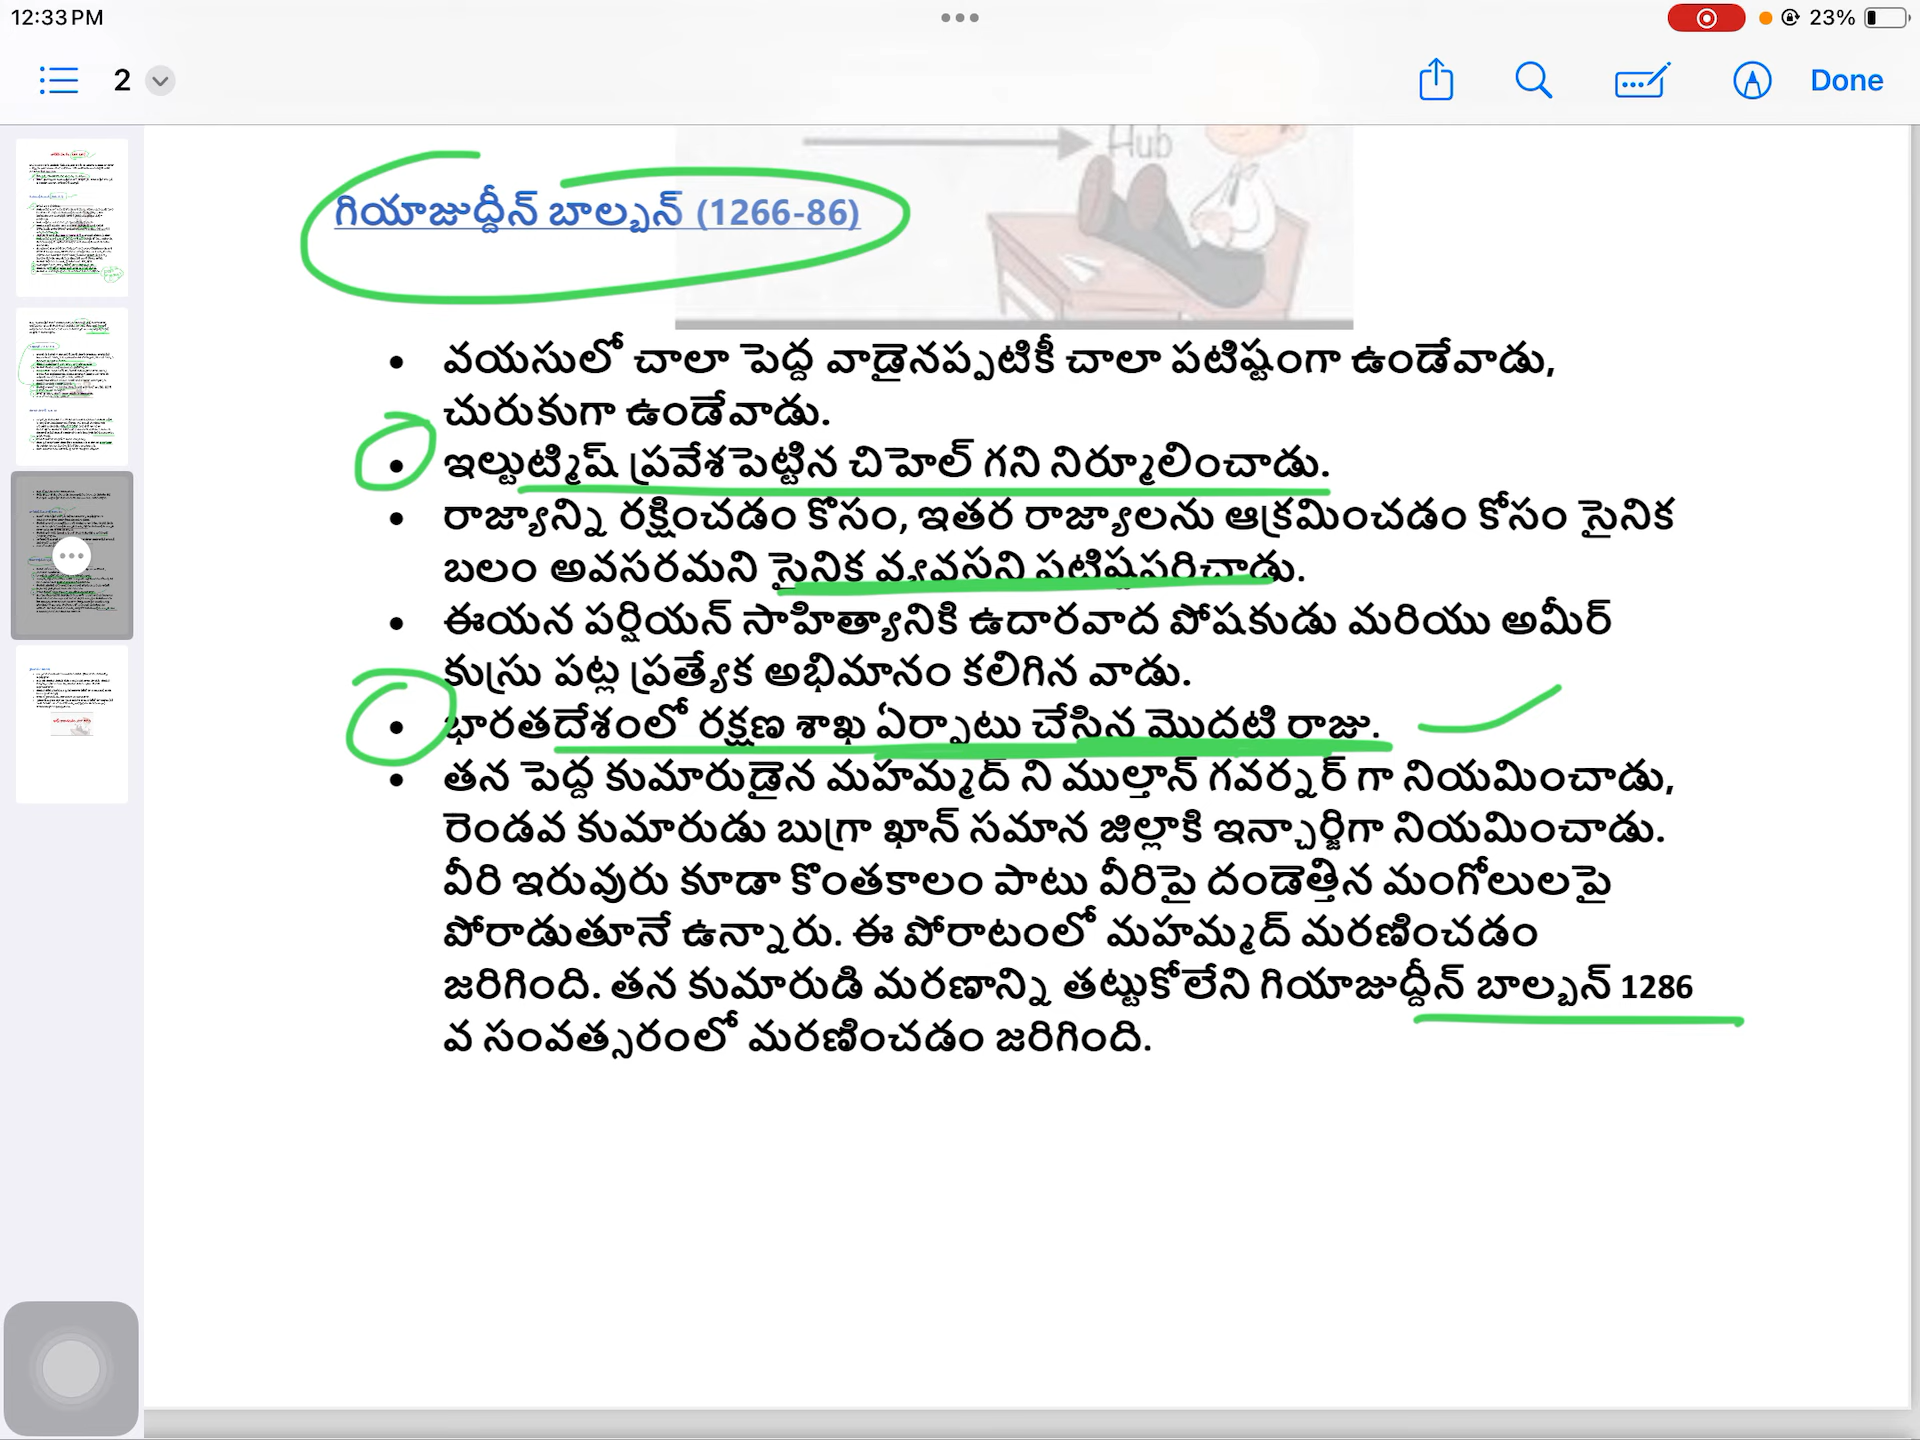 12:33 PM
23%
2
Done
Hub
గియాజుద్దీన్ బాల్బన్ (1266-86)
• వయసులో చాలా పెద్ద వాడైనప్పటికీ చాలా పటిష్టంగా ఉండేవాడు,
చురుకుగా ఉండేవాడు.
• ఇల్టుట్మిష్ ప్రవేశపెట్టిన చిహెల్ గని నిర్మూలించాడు.
• రాజ్యాన్ని రక్షించడం కోసం, ఇతర రాజ్యాలను ఆక్రమించడం కోసం సైనిక
బలం అవసరమని సైనిక వ్యవస్థని పటిష్టపరిచాడు.
• ఈయన పర్షియన్ సాహిత్యానికి ఉదారవాద పోషకుడు మరియు అమీర్
కుస్రు పట్ల ప్రత్యేక అభిమానం కలిగిన వాడు.
• భారతదేశంలో రక్షణ శాఖ ఏర్పాటు చేసిన మొదటి రాజు.
• తన పెద్ద కుమారుడైన మహమ్మద్ ని ముల్తాన్ గవర్నర్ గా నియమించాడు,
రెండవ కుమారుడు బుగ్రా ఖాన్ సమాన జిల్లాకి ఇన్చార్జిగా నియమించాడు.
వీరి ఇరువురు కూడా కొంతకాలం పాటు వీరిపై దండెత్తిన మంగోలులపై
పోరాడుతూనే ఉన్నారు. ఈ పోరాటంలో మహమ్మద్ మరణించడం
జరిగింది. తన కుమారుడి మరణాన్ని తట్టుకోలేని గియాజుద్దీన్ బాల్బన్ 1286
వ సంవత్సరంలో మరణించడం జరిగింది.